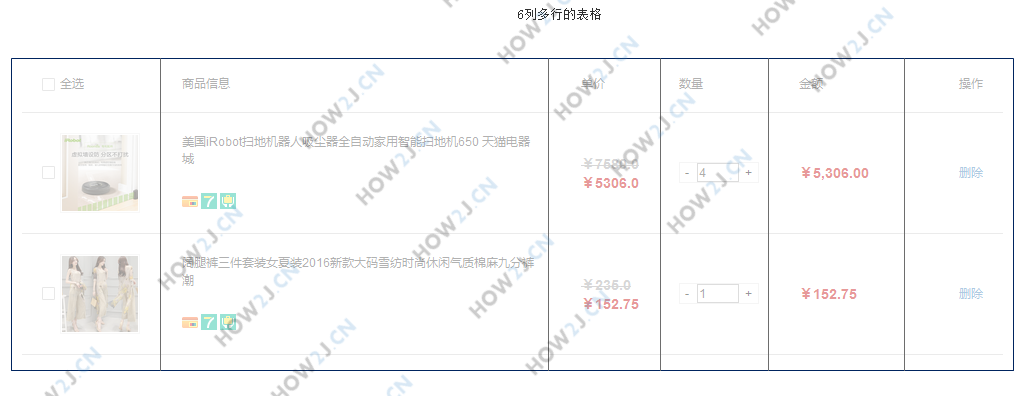 6列多行的表格
全选
商品信息
单价
数量
金额
操作
美国iRobot扫地机器人吸尘器全自动家用智能扫地机650 天猫电器
城
¥5306.0
7
- 4 +
¥5,306.00
删除
阔腿裤三件套装女夏装2016新款大码雪纺时尚休闲气质棉麻九分裤
潮
¥235.0
¥152.75
7
- 1 +
¥152.75
删除
HOW2J.CN